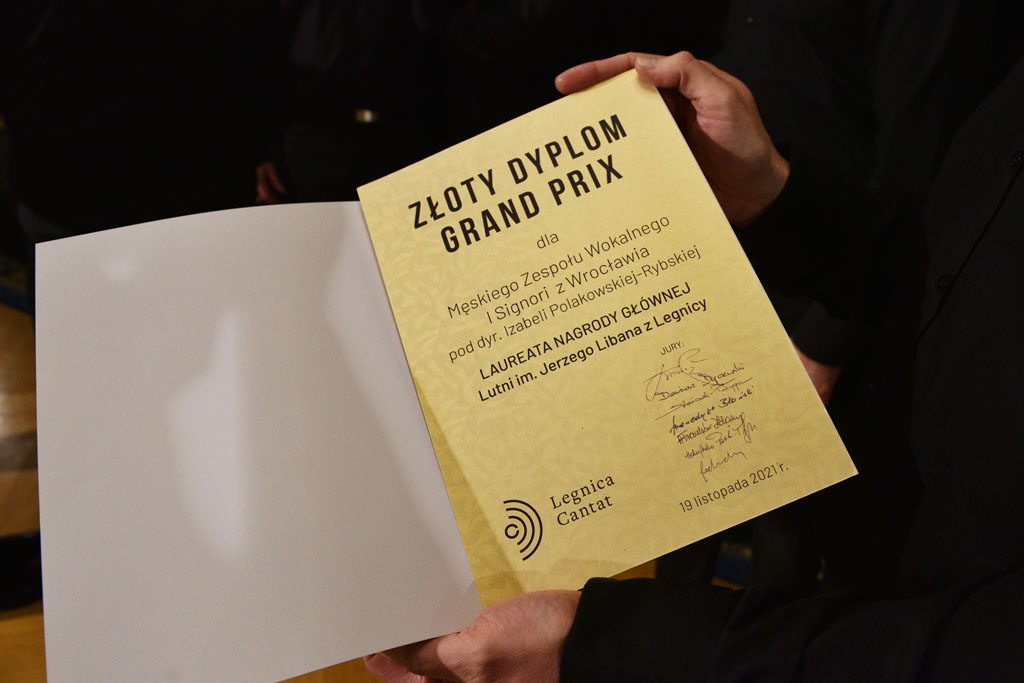 ZŁOTY DYPLOM
GRAND PRIX
dla
Męskiego Zespołu Wokalnego
I Signori z Wrocławia
pod dyr. Izabeli Polakowskiej-Rybskiej
LAUREATA NAGRODY GŁÓWNEJ
Lutni im. Jerzego Libana z Legnicy
JURY:
Dariusz
Legnica
Cantat
19 listopada 2021 r.